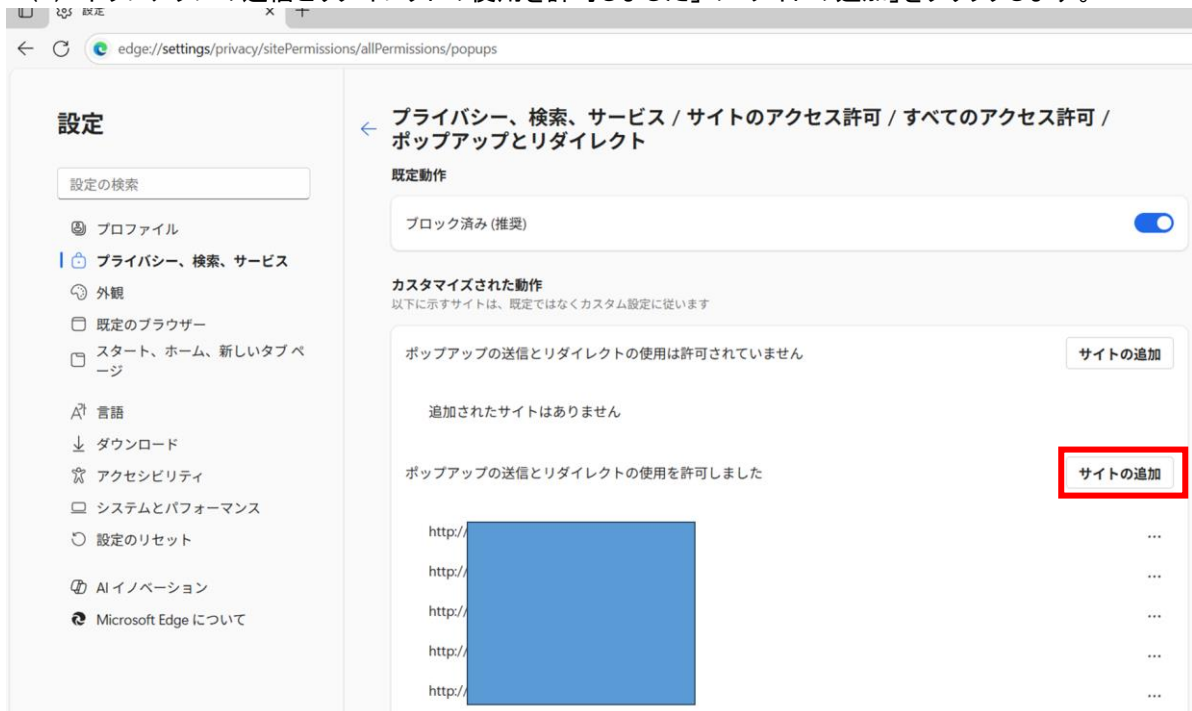 設定
edge://settings/privacy/sitePermissions/allPermissions/popups
設定
設定の検索
プロファイル
プライバシー、検索、サービス
外観
既定のブラウザー
スタート、ホーム、新しいタブ ペ
ージ
言語
ダウンロード
アクセシビリティ
システムとパフォーマンス
設定のリセット
AI イノベーション
Microsoft Edge について
プライバシー、検索、サービス / サイトのアクセス許可 / すべてのアクセス許可 /
ポップアップとリダイレクト
既定動作
ブロック済み (推奨)
カスタマイズされた動作
以下に示すサイトは、既定ではなくカスタム設定に従います
ポップアップの送信とリダイレクトの使用は許可されていません
サイトの追加
追加されたサイトはありません
ポップアップの送信とリダイレクトの使用を許可しました
サイトの追加
http://
http://
http://
http://
http://